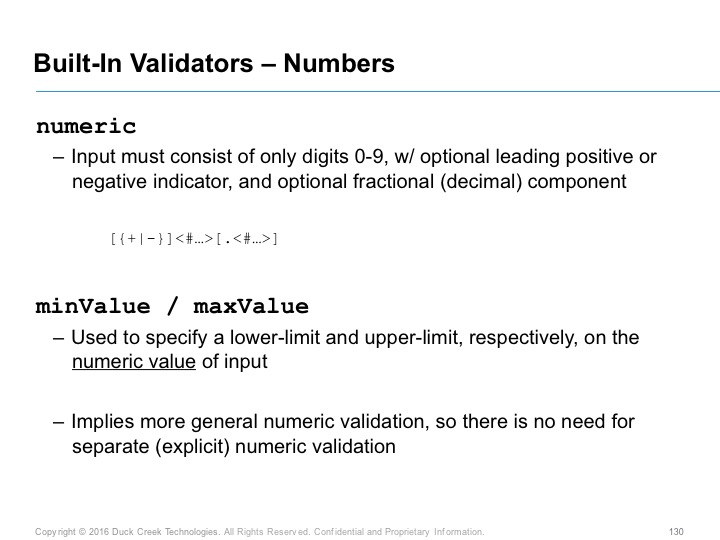 Built-In Validators – Numbers
numeric
– Input must consist of only digits 0-9, w/ optional leading positive or
negative indicator, and optional fractional (decimal) component
[{+|-}]<#…>[.<#…>]
minValue / maxValue
– Used to specify a lower-limit and upper-limit, respectively, on the
numeric value of input
– Implies more general numeric validation, so there is no need for
separate (explicit) numeric validation
Copyright © 2016 Duck Creek Technologies. All Rights Reserved. Confidential and Proprietary Information.
130